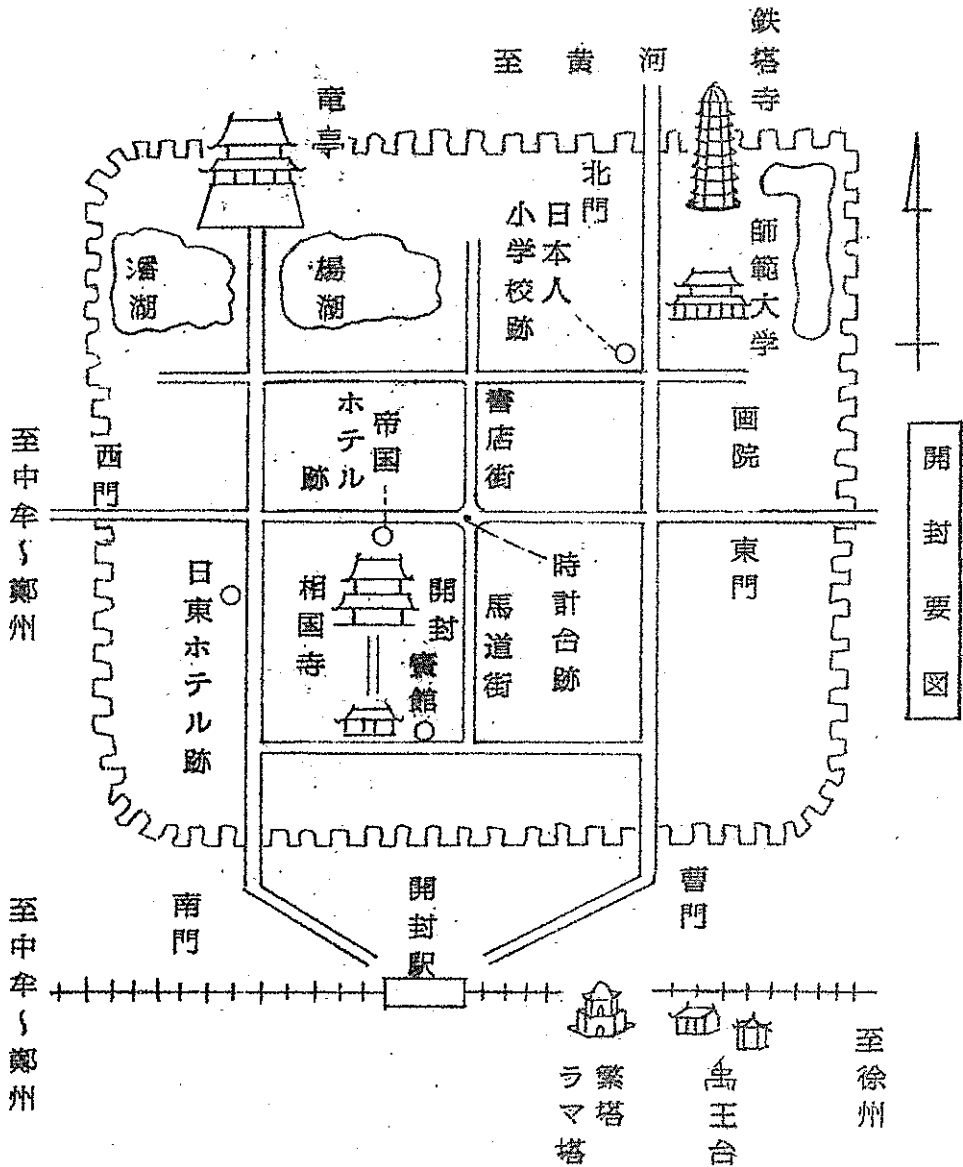 開封要図
鉄塔寺
至黄河
竜亭
北門
日本人
小学校跡
師範大学
潘湖
楊湖
書店街
画院
帝国
ホテル
跡
西門
至中牟~鄭州
東門
時計台跡
馬道街
開封
賓館
相国寺
日東ホテル跡
南門
曹門
開封駅
至中牟~鄭州
繁塔
ラマ塔
禹王台
至徐州